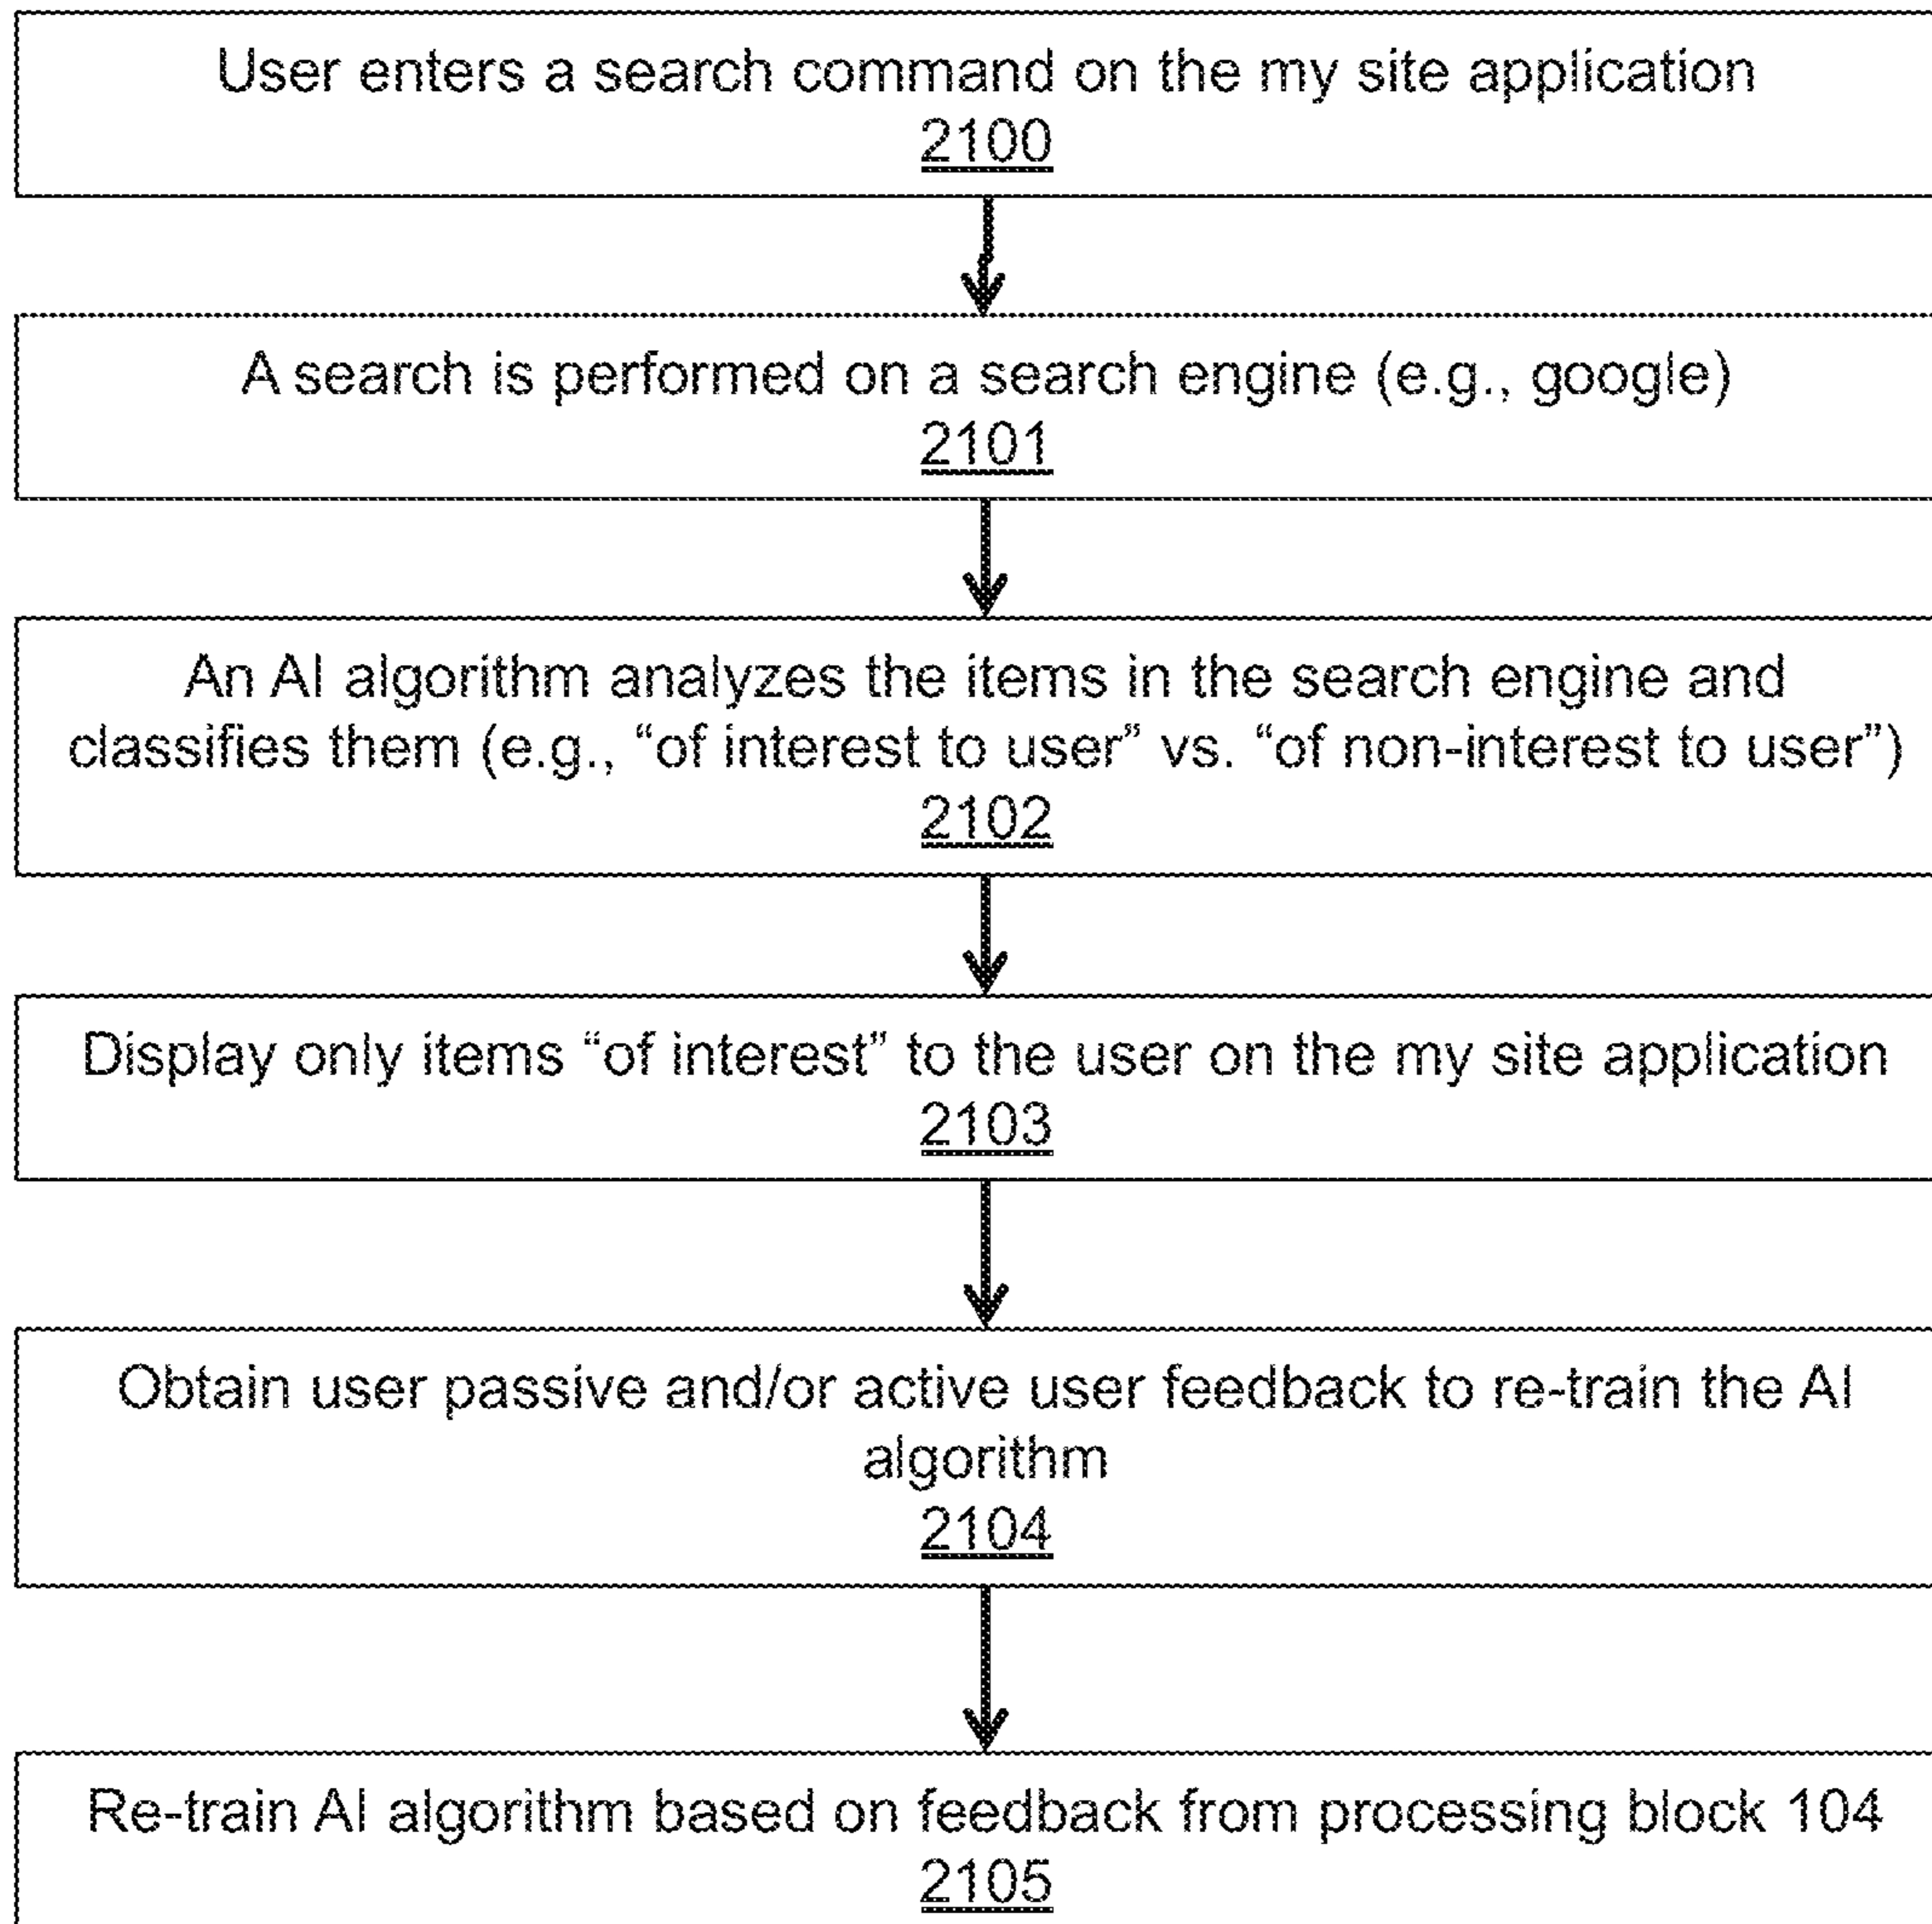 User enters a search command on the my site application
2100
A search is performed on a search engine (e.g., google)
2101
An AI algorithm analyzes the items in the search engine and
classifies them (e.g., “of interest to user” vs. “of non-interest to user”)
2102
Display only items “of interest” to the user on the my site application
2103
Obtain user passive and/or active user feedback to re-train the AI
algorithm
2104
Re-train AI algorithm based on feedback from processing block 104
2105